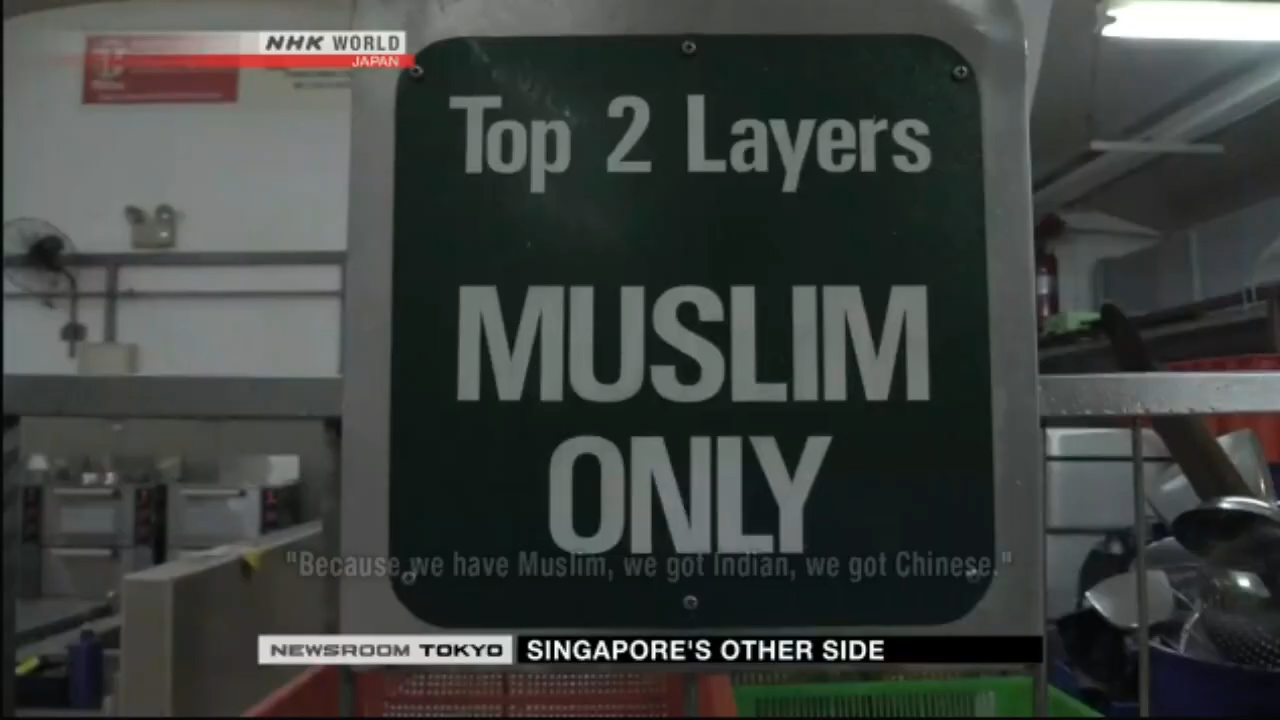 NHK WORLD
JAPAN
Top 2 Layers
MUSLIM
ONLY
"Because we have Muslim, we got Indian, we got Chinese."
NEWSROOM TOKYO
SINGAPORE'S OTHER SIDE